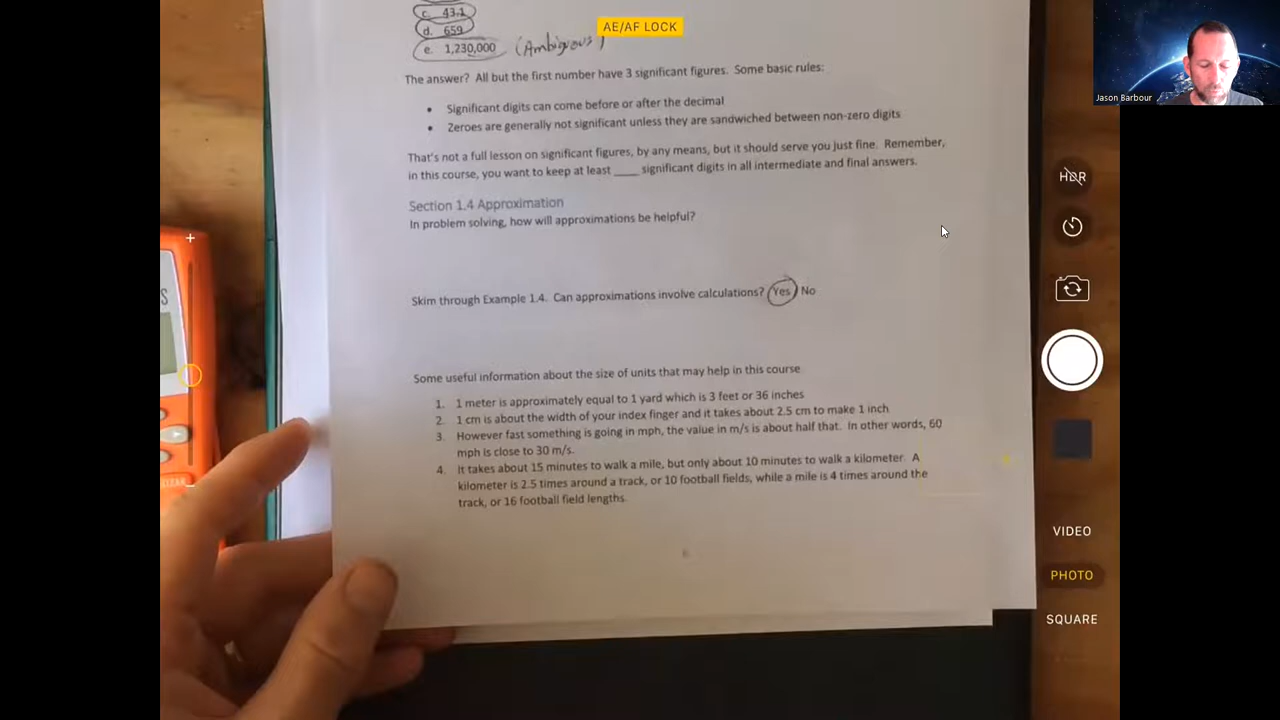 c. 43.1
AE/AF LOCK
d. 659
e. 1,230,000 (Ambiguous)
Jason Barbour
The answer? All but the first number have 3 significant figures. Some basic rules:
• Significant digits can come before or after the decimal
• Zeroes are generally not significant unless they are sandwiched between non-zero digits
That's not a full lesson on significant figures, by any means, but it should serve you just fine. Remember,
in this course, you want to keep at least ____ significant digits in all intermediate and final answers.
HDR
Section 1.4 Approximation
In problem solving, how will approximations be helpful?
Skim through Example 1.4. Can approximations involve calculations? Yes No
Some useful information about the size of units that may help in this course
1. 1 meter is approximately equal to 1 yard which is 3 feet or 36 inches
2. 1 cm is about the width of your index finger and it takes about 2.5 cm to make 1 inch
3. However fast something is going in mph, the value in m/s is about half that. In other words, 60
mph is close to 30 m/s.
4. It takes about 15 minutes to walk a mile, but only about 10 minutes to walk a kilometer. A
kilometer is 2.5 times around a track, or 10 football fields, while a mile is 4 times around the
track, or 16 football field lengths.
VIDEO
PHOTO
SQUARE